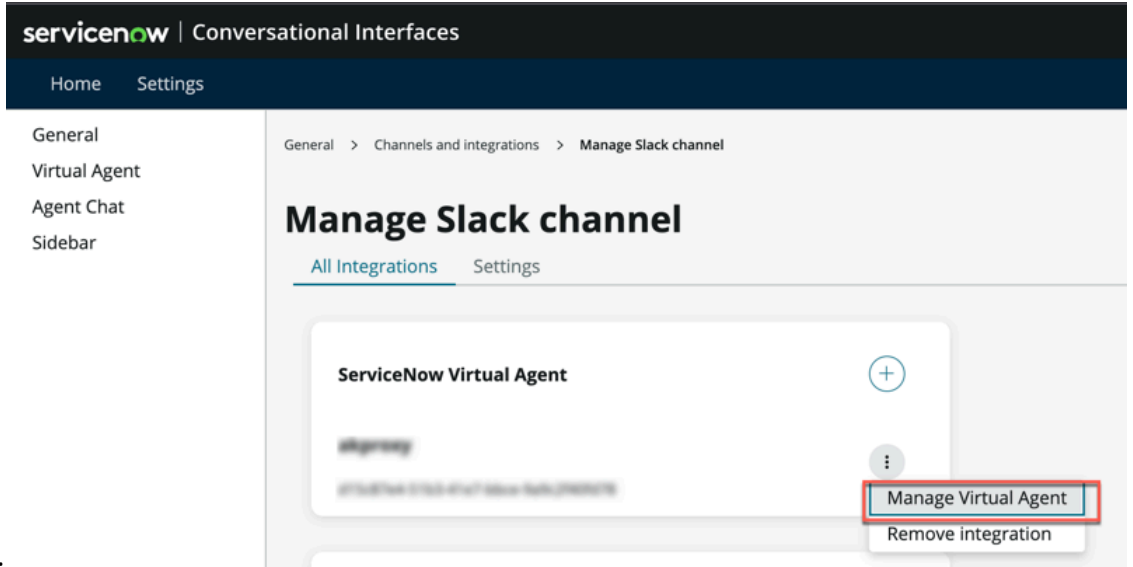 servicenow | Conversational Interfaces
Home Settings
General
Virtual Agent
Agent Chat
Sidebar
General > Channels and integrations > Manage Slack channel
Manage Slack channel
All Integrations Settings
ServiceNow Virtual Agent
Manage Virtual Agent
Remove integration